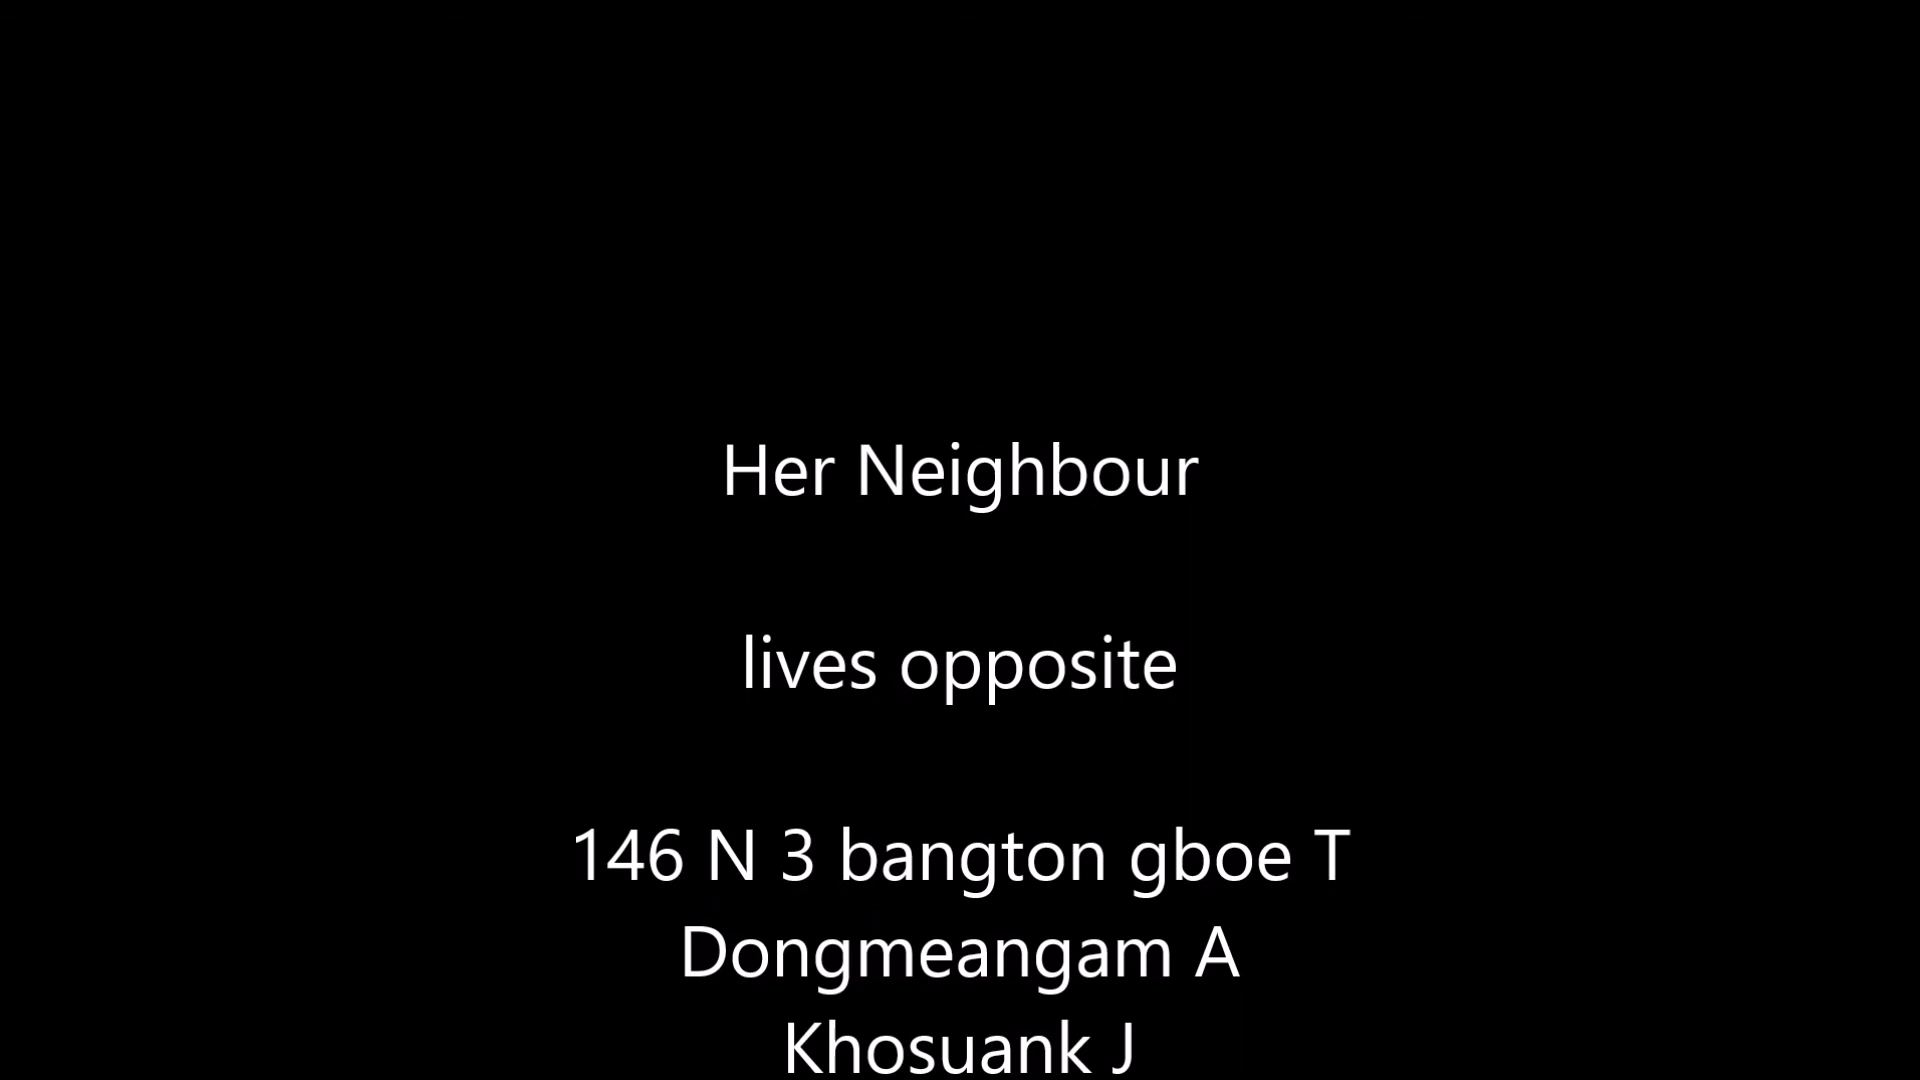 Her Neighbour
lives opposite
146 N 3 bangton gboe T
Dongmeangam A
Khosuank J